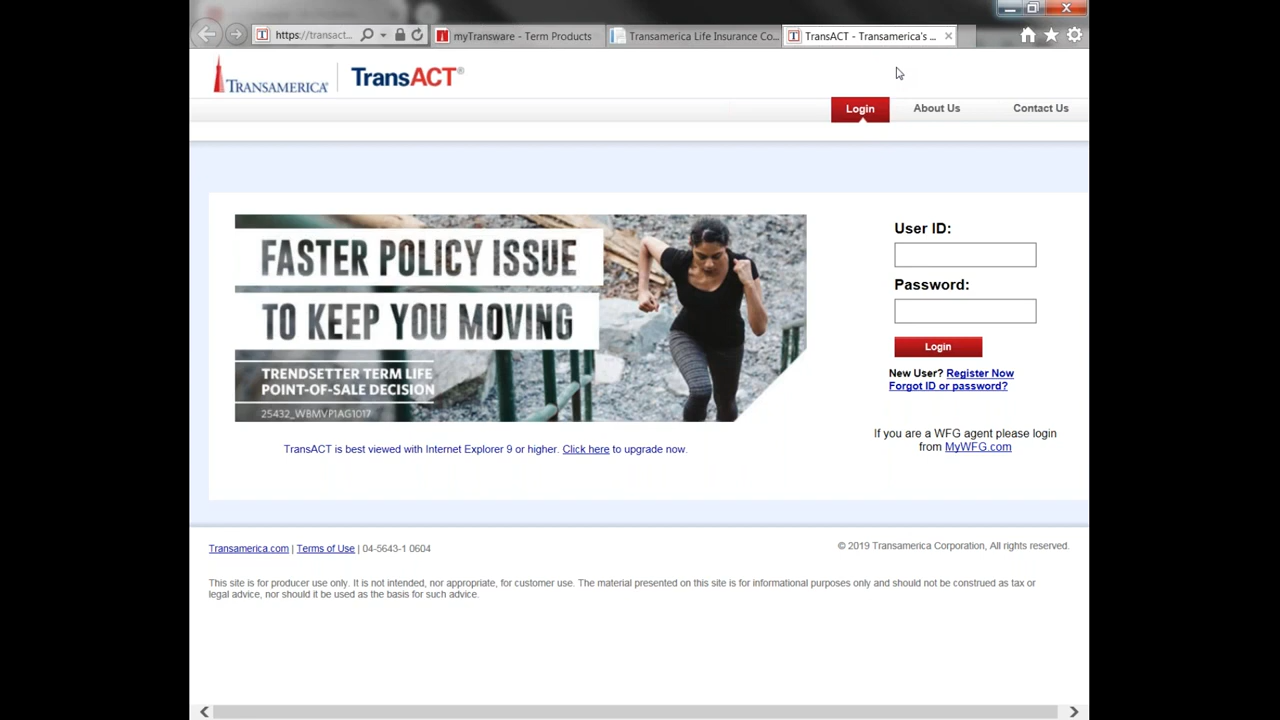 https://transact...
myTransware - Term Products
Transamerica Life Insurance Co...
TransACT - Transamerica's ...
TRANSAMERICA
TransACT®
Login
About Us
Contact Us
FASTER POLICY ISSUE
TO KEEP YOU MOVING
TRENDSETTER TERM LIFE
POINT-OF-SALE DECISION
25432_WBMVP1AG1017
TransACT is best viewed with Internet Explorer 9 or higher. Click here to upgrade now.
User ID:
Password:
Login
New User? Register Now
Forgot ID or password?
If you are a WFG agent please login
from MyWFG.com
Transamerica.com | Terms of Use | 04-5643-1 0604
© 2019 Transamerica Corporation, All rights reserved.
This site is for producer use only. It is not intended, nor appropriate, for customer use. The material presented on this site is for informational purposes only and should not be construed as tax or
legal advice, nor should it be used as the basis for such advice.